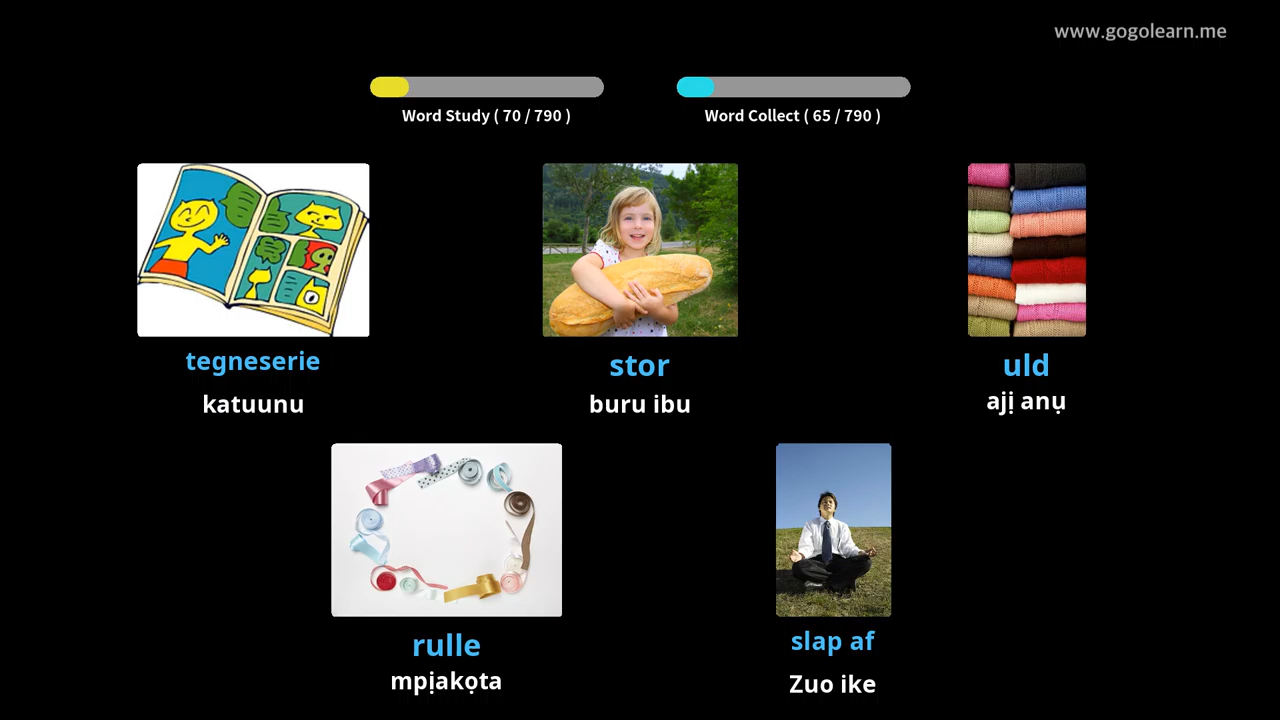 www.gogolearn.me
Word Study ( 70 / 790 )
Word Collect ( 65 / 790 )
tegneserie
katuunu
stor
buru ibu
uld
ajị anụ
rulle
mpịakọta
slap af
Zuo ike